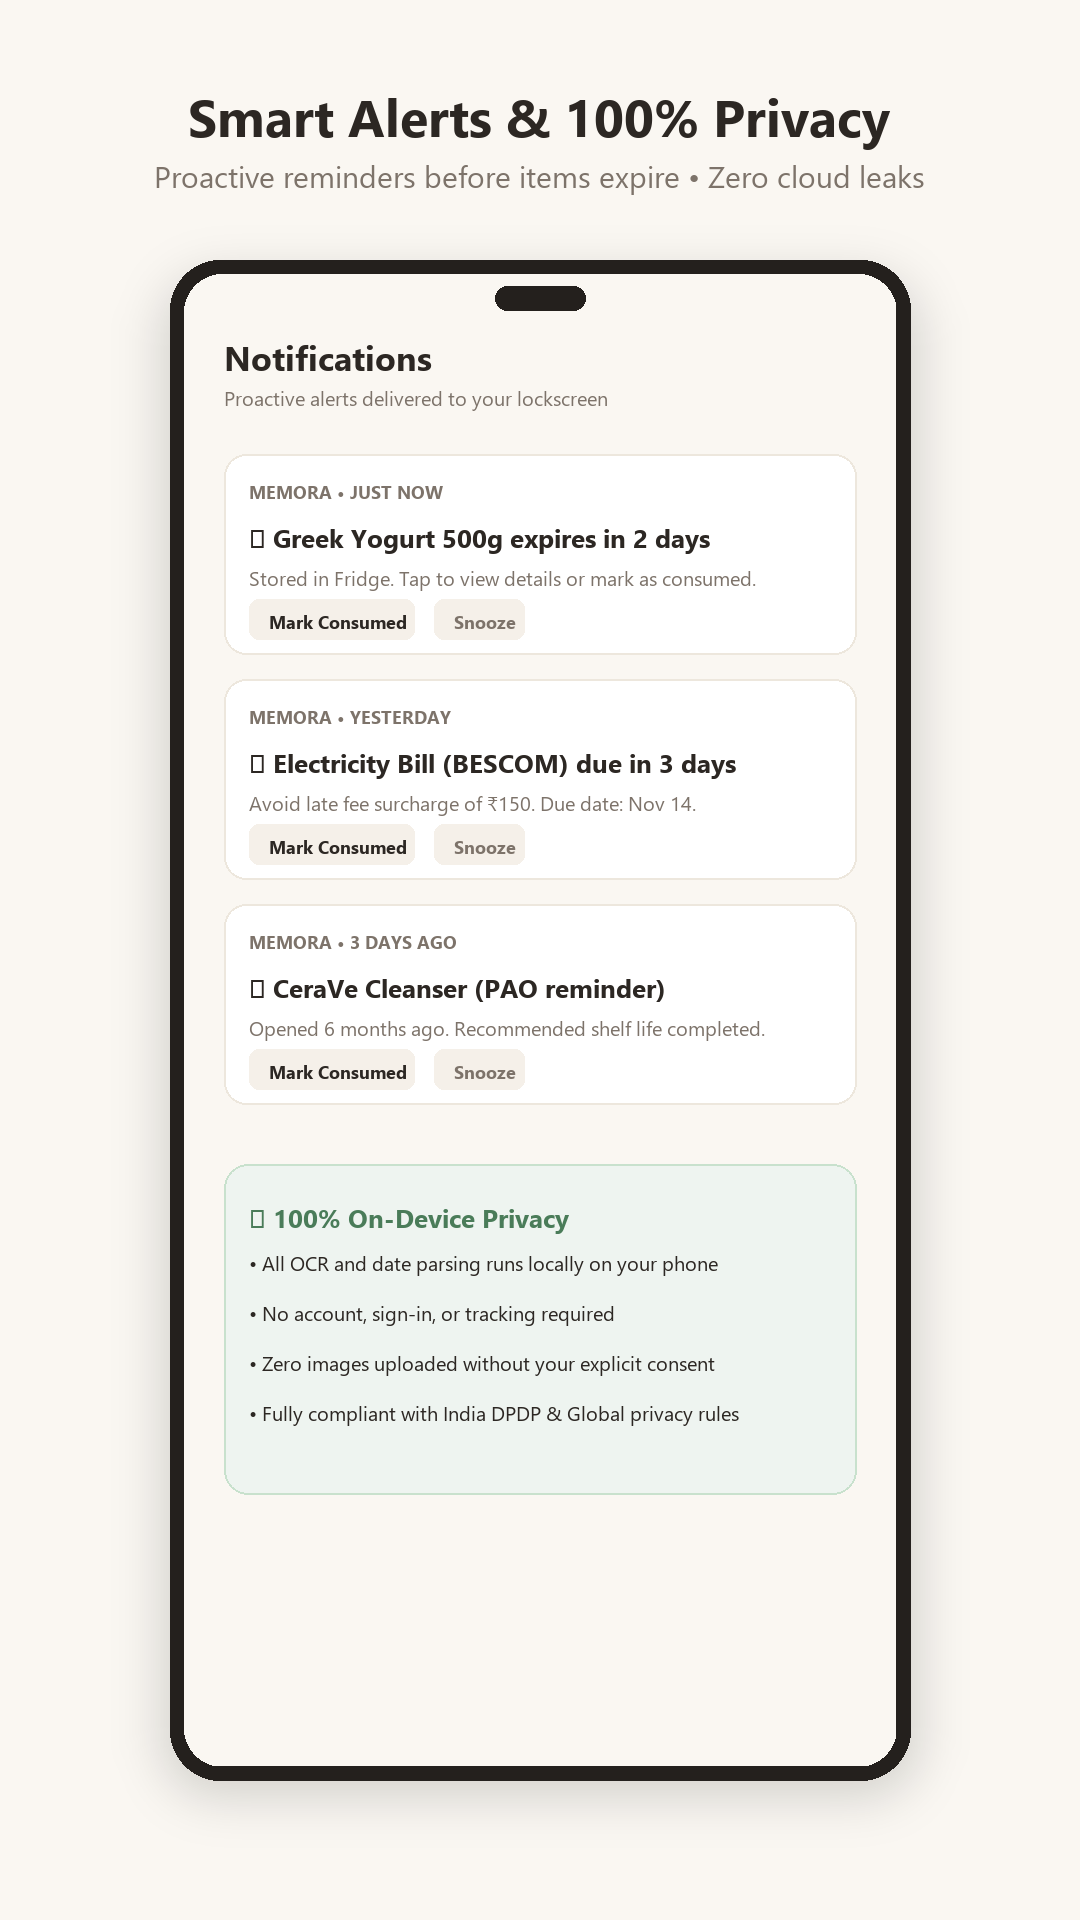 Smart Alerts & 100% Privacy
Proactive reminders before items expire • Zero cloud leaks
Notifications
Proactive alerts delivered to your lockscreen
MEMORA • JUST NOW
Greek Yogurt 500g expires in 2 days
Stored in Fridge. Tap to view details or mark as consumed.
Mark Consumed Snooze
MEMORA • YESTERDAY
Electricity Bill (BESCOM) due in 3 days
Avoid late fee surcharge of ₹150. Due date: Nov 14.
Mark Consumed Snooze
MEMORA • 3 DAYS AGO
CeraVe Cleanser (PAO reminder)
Opened 6 months ago. Recommended shelf life completed.
Mark Consumed Snooze
100% On-Device Privacy
• All OCR and date parsing runs locally on your phone
• No account, sign-in, or tracking required
• Zero images uploaded without your explicit consent
• Fully compliant with India DPDP & Global privacy rules